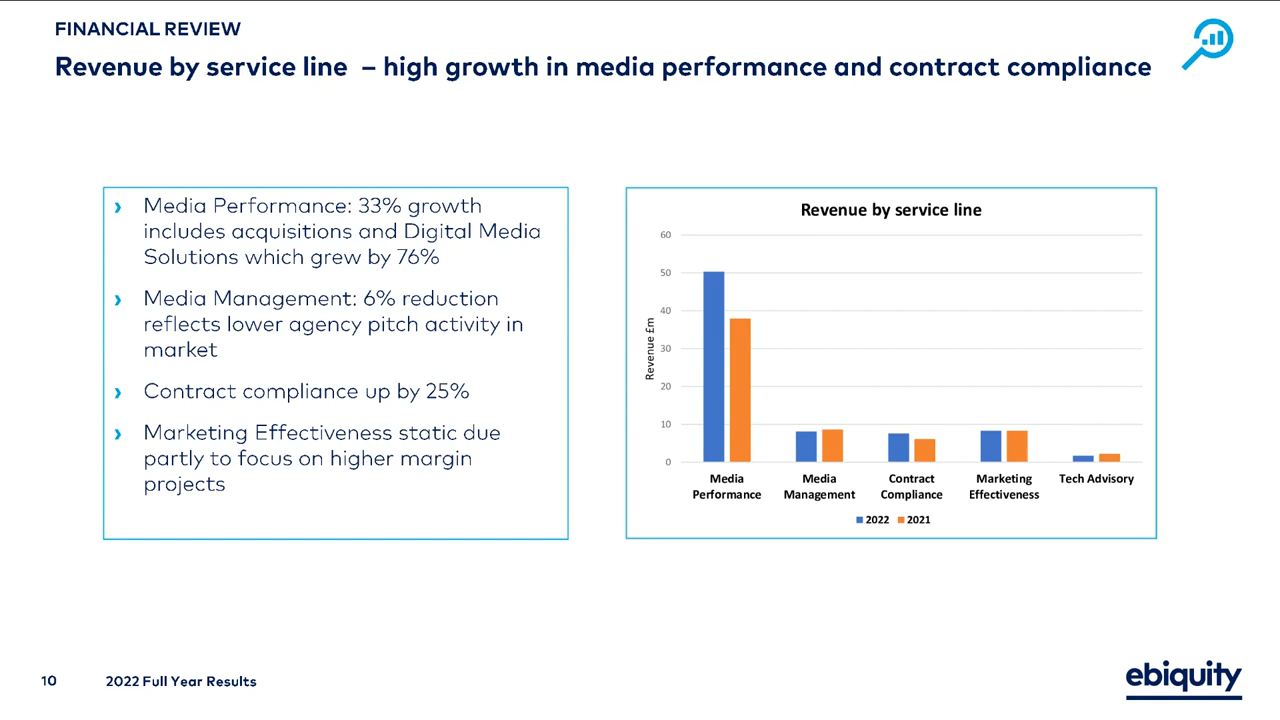 FINANCIAL REVIEW
Revenue by service line – high growth in media performance and contract compliance
› Media Performance: 33% growth
includes acquisitions and Digital Media
Solutions which grew by 76%
› Media Management: 6% reduction
reflects lower agency pitch activity in
market
› Contract compliance up by 25%
› Marketing Effectiveness static due
partly to focus on higher margin
projects
Revenue by service line
Revenue £m
60
50
40
30
20
10
0
Media
Performance
Media
Management
Contract
Compliance
Marketing
Effectiveness
Tech Advisory
2022 2021
10 2022 Full Year Results
ebiquity